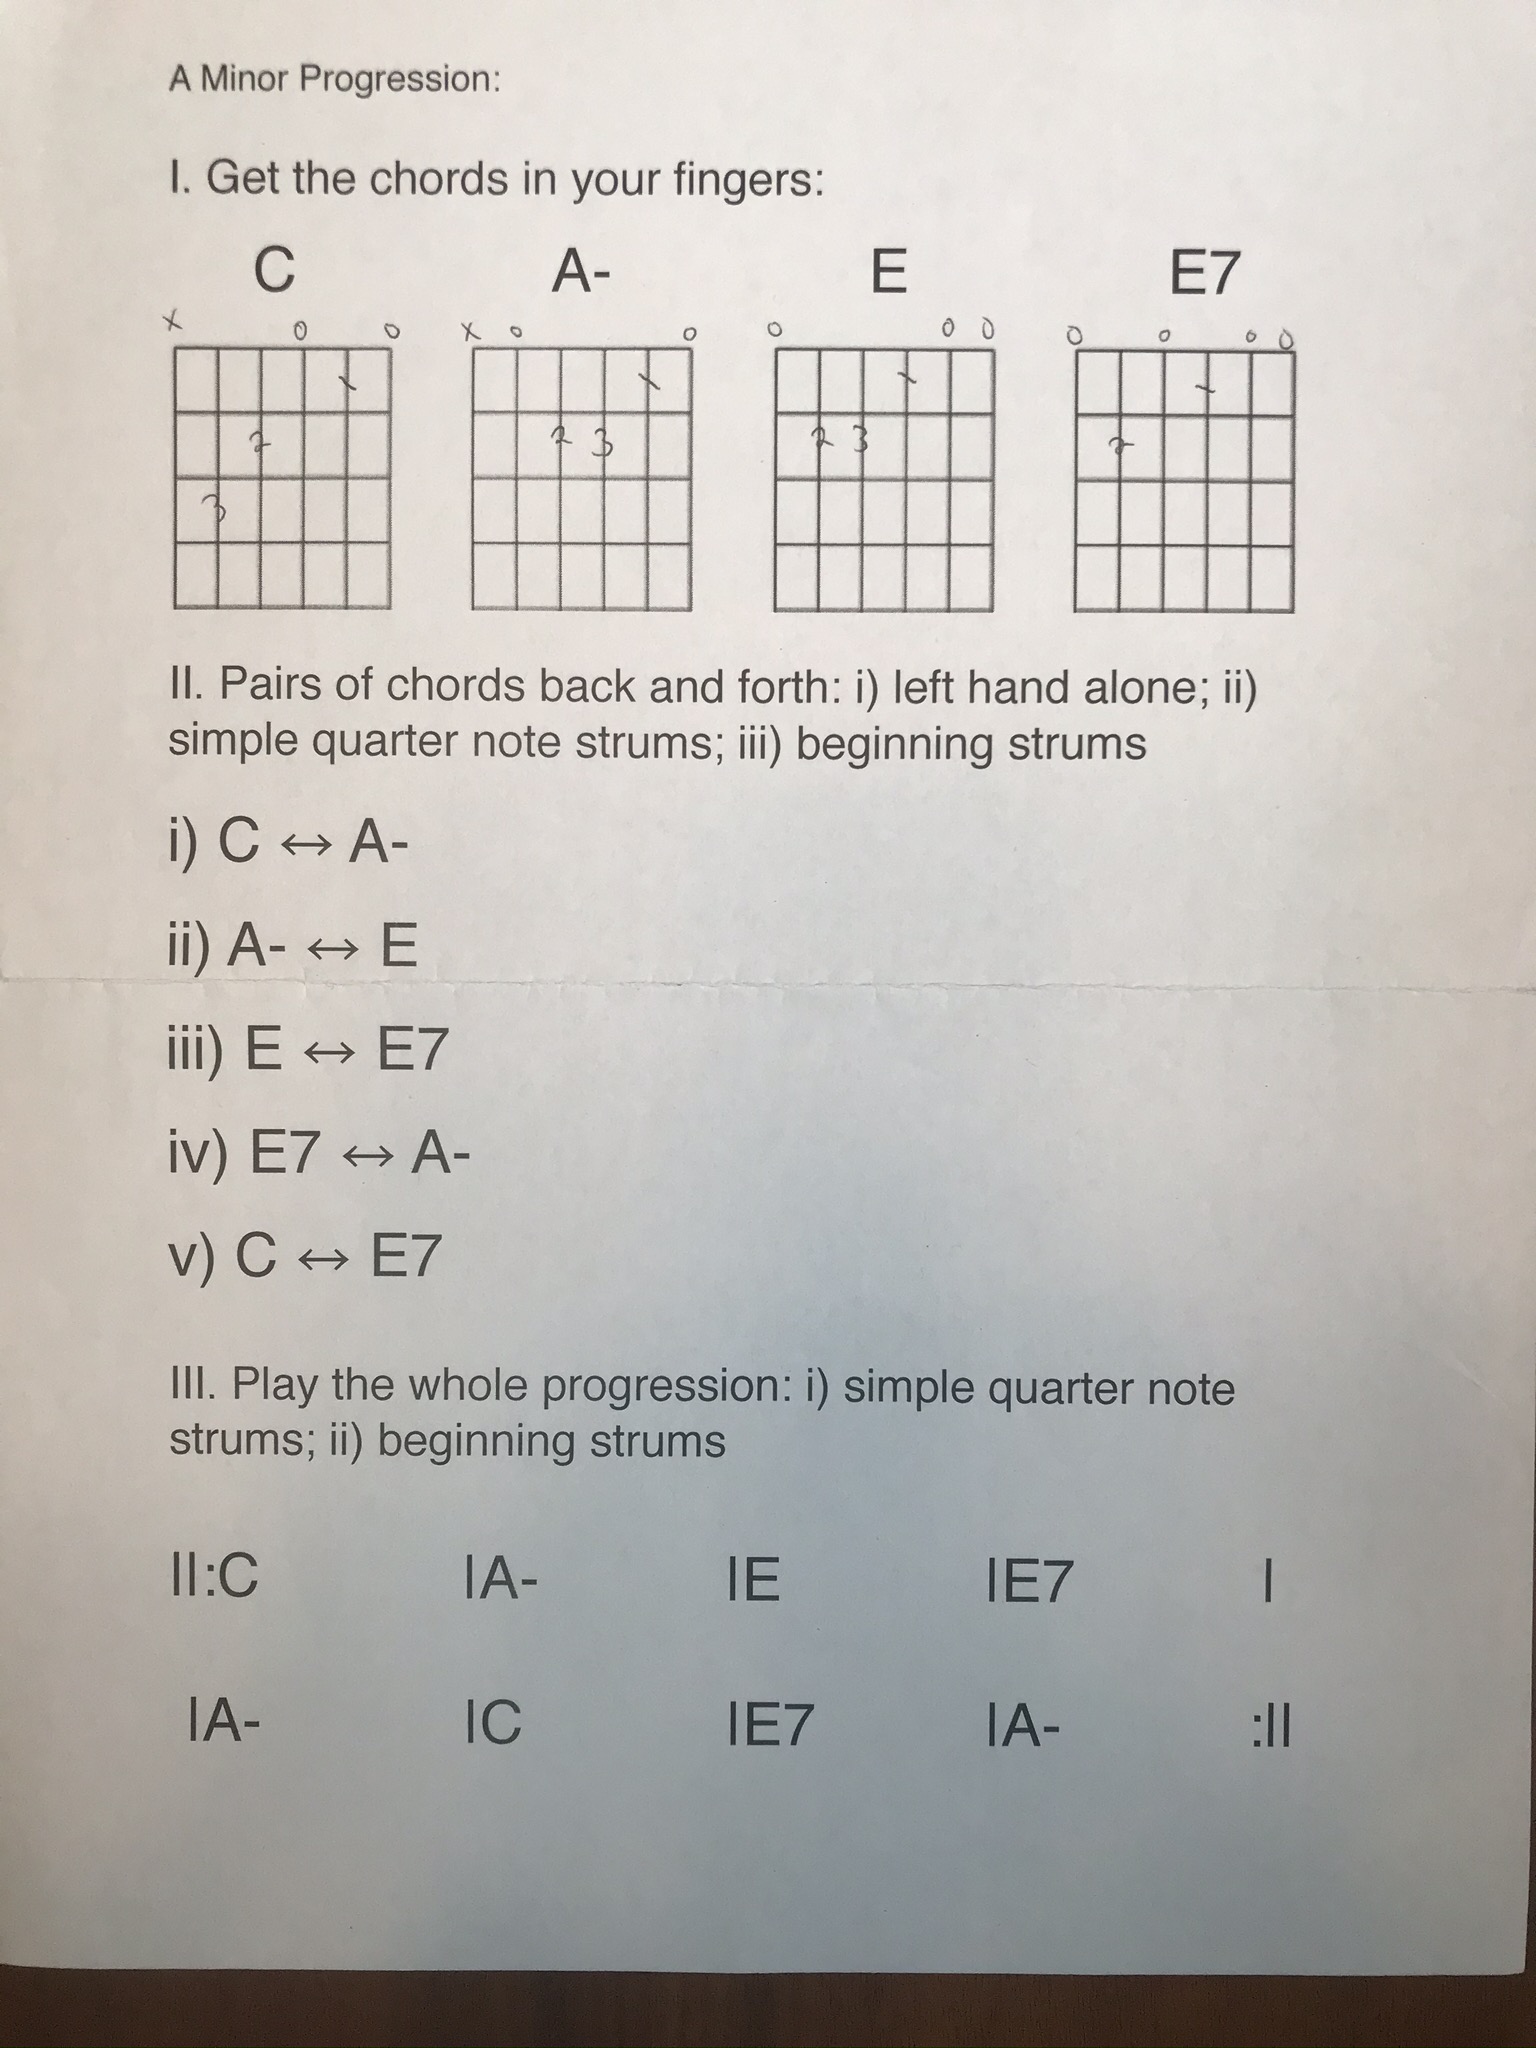 A Minor Progression:
I. Get the chords in your fingers:
C A- E E7
x o o x o o o o o o o o o
1 1 1 1
2 2 3 2 3 2
3
II. Pairs of chords back and forth: i) left hand alone; ii)
simple quarter note strums; iii) beginning strums
i) C ↔ A-
ii) A- ↔ E
iii) E ↔ E7
iv) E7 ↔ A-
v) C ↔ E7
III. Play the whole progression: i) simple quarter note
strums; ii) beginning strums
II:C IA- IE IE7 I
IA- IC IE7 IA- :II